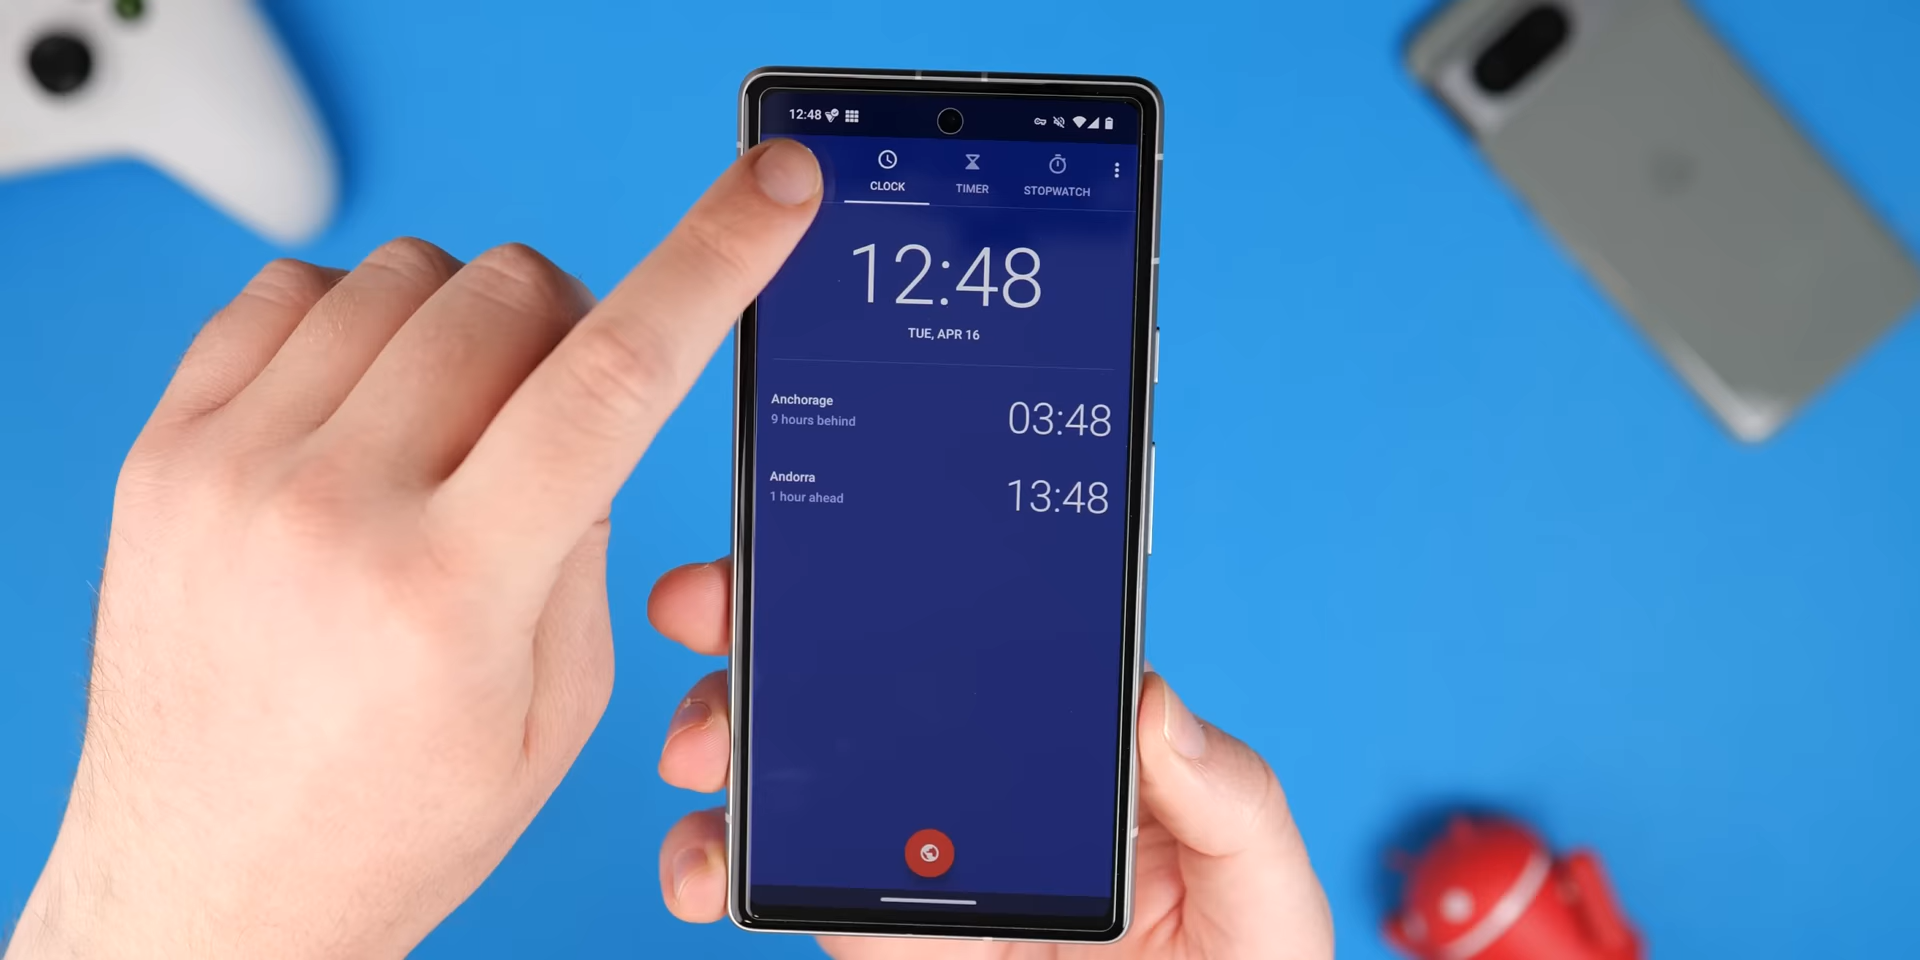 12:48
CLOCK
TIMER
STOPWATCH
12:48
TUE, APR 16
Anchorage
9 hours behind
03:48
Andorra
1 hour ahead
13:48